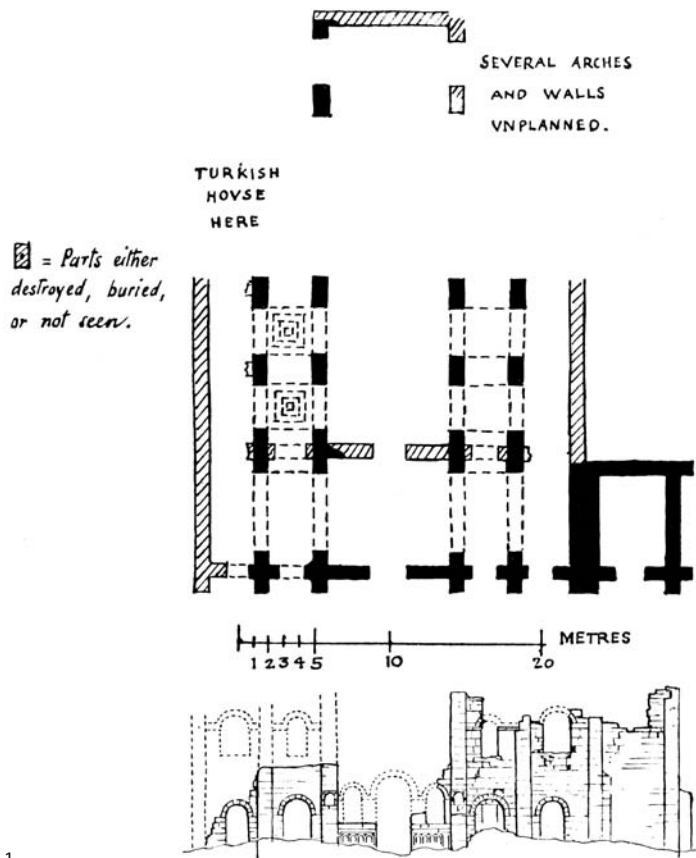 SEVERAL ARCHES
AND WALLS
VNPLANNED.
TURKISH
HOVSE
HERE
= Parts either
destroyed, buried,
or not seen.
METRES
1 2 3 4 5 10 20
1